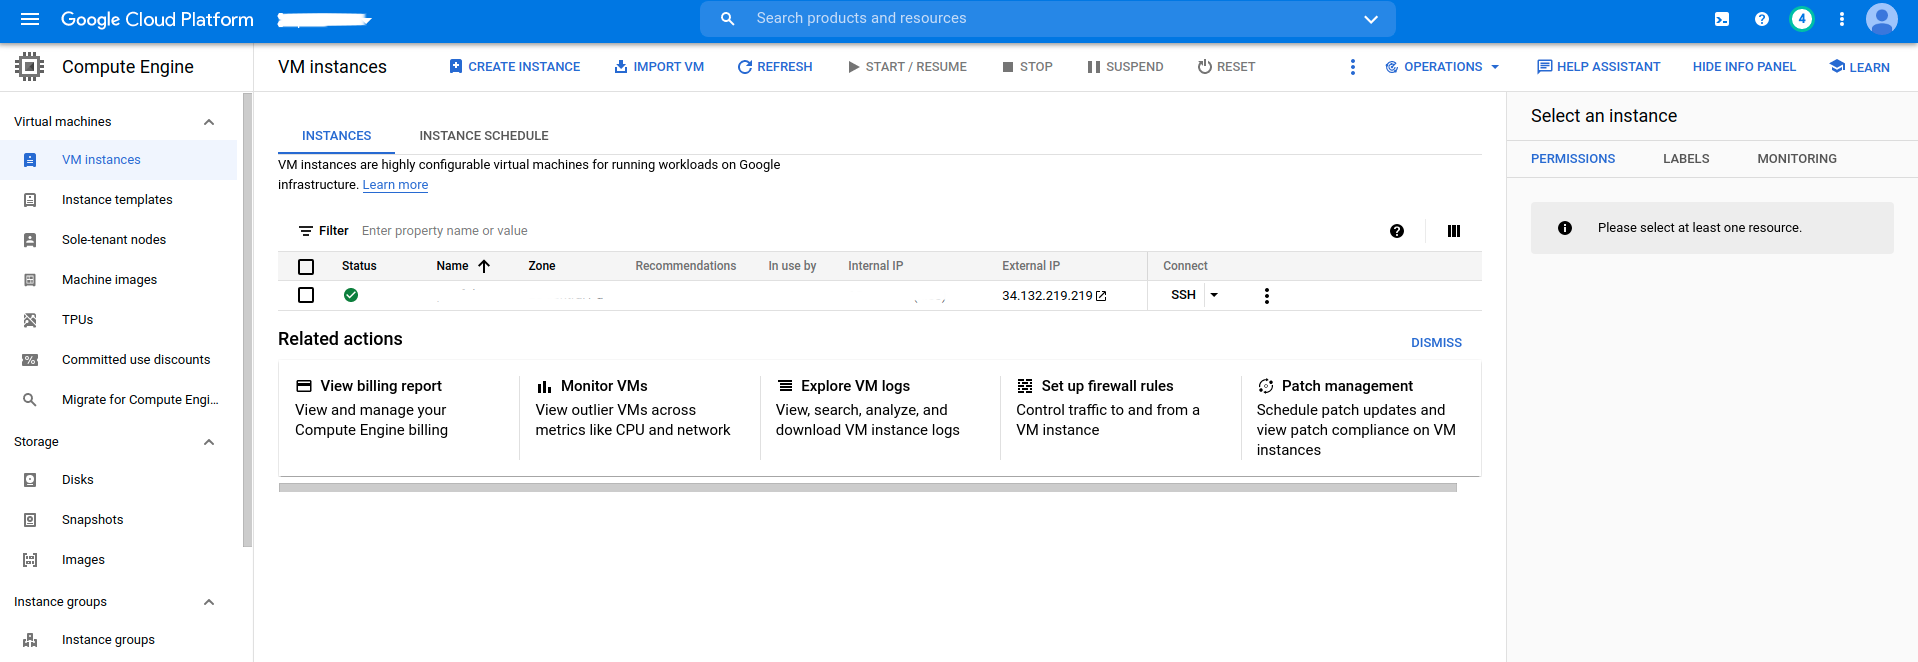 Google Cloud Platform
Search products and resources
4
Compute Engine
VM instances
CREATE INSTANCE
IMPORT VM
REFRESH
START / RESUME
STOP
SUSPEND
RESET
OPERATIONS
HELP ASSISTANT
HIDE INFO PANEL
LEARN
Virtual machines
VM instances
Instance templates
Sole-tenant nodes
Machine images
TPUs
Committed use discounts
Migrate for Compute Engi...
Storage
Disks
Snapshots
Images
Instance groups
Instance groups
INSTANCES
INSTANCE SCHEDULE
VM instances are highly configurable virtual machines for running workloads on Google
infrastructure. Learn more
Filter Enter property name or value
Status Name Zone Recommendations In use by Internal IP External IP Connect
34.132.219.219 SSH
Related actions
DISMISS
View billing report
View and manage your
Compute Engine billing
Monitor VMs
View outlier VMs across
metrics like CPU and network
Explore VM logs
View, search, analyze, and
download VM instance logs
Set up firewall rules
Control traffic to and from a
VM instance
Patch management
Schedule patch updates and
view patch compliance on VM
instances
Select an instance
PERMISSIONS
LABELS
MONITORING
Please select at least one resource.